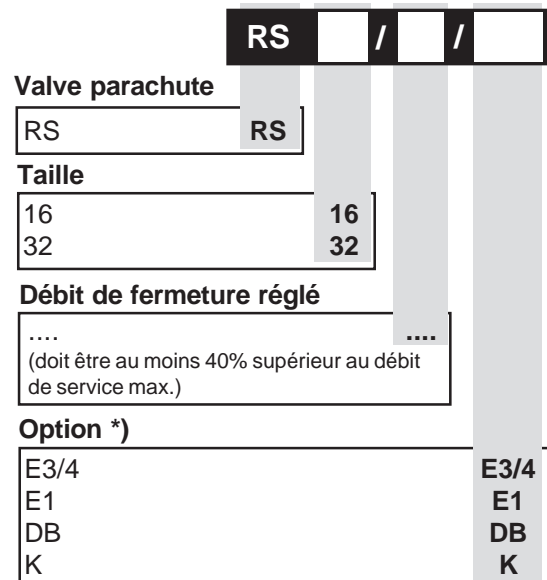 RS / /
Valve parachute
RS RS
Taille
16 16
32 32
Débit de fermeture réglé
.... ....
(doit être au moins 40% supérieur au débit
de service max.)
Option *)
E3/4 E3/4
E1 E1
DB DB
K K